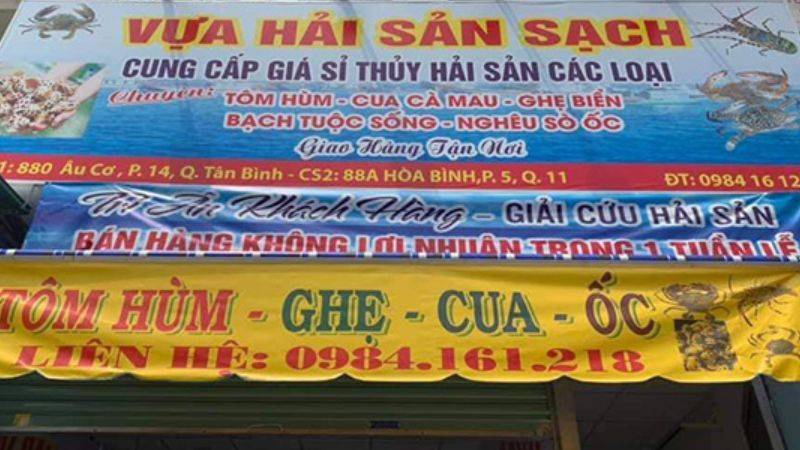 VỰA HẢI SẢN SẠCH
CUNG CẤP GIÁ SỈ THỦY HẢI SẢN CÁC LOẠI
Chuyên: TÔM HÙM - CUA CÀ MAU - GHẸ BIỂN
BẠCH TUỘC SỐNG - NGHÊU SÒ ỐC
Giao Hàng Tận Nơi
1: 880 Âu Cơ, P. 14, Q. Tân Bình - CS2: 88A HÒA BÌNH,P. 5, Q. 11 ĐT: 0984 16 12
Tri Ân Khách Hàng - GIẢI CỨU HẢI SẢN
BÁN HÀNG KHÔNG LỢI NHUẬN TRONG 1 TUẦN LỄ
TÔM HÙM - GHẸ - CUA - ỐC
LIÊN HỆ: 0984.161.218